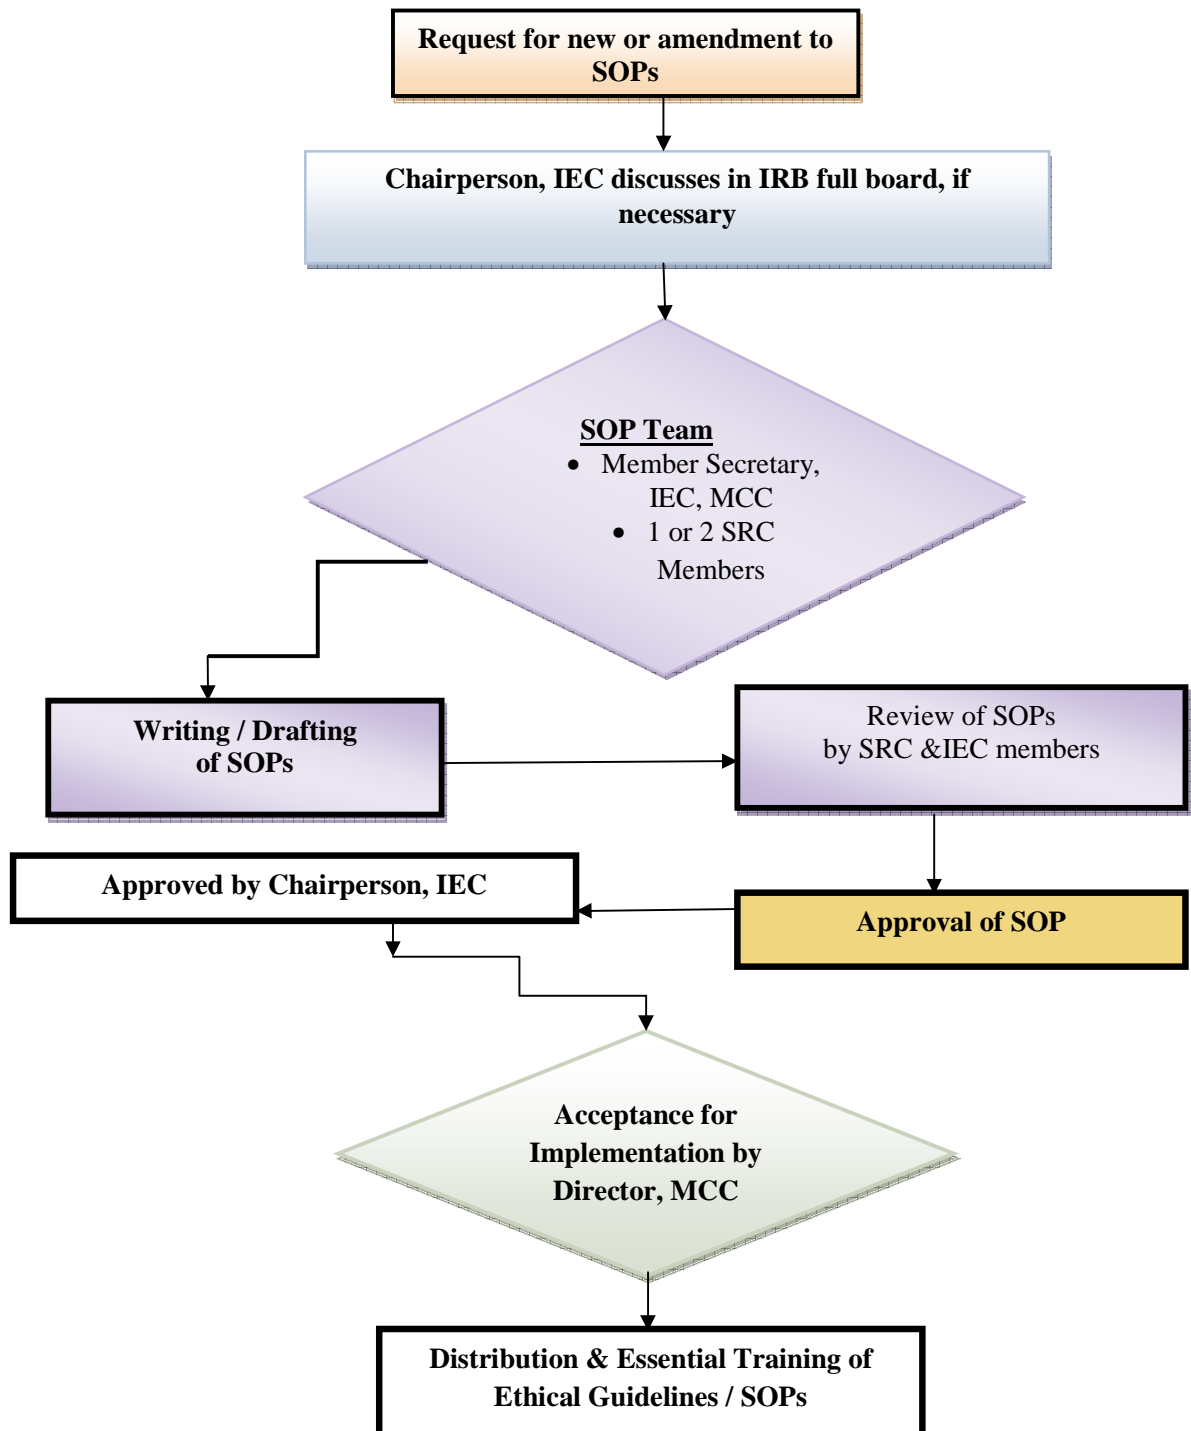 Request for new or amendment to
SOPs
Chairperson, IEC discusses in IRB full board, if
necessary
SOP Team
• Member Secretary,
IEC, MCC
• 1 or 2 SRC
Members
Writing / Drafting
of SOPs
Review of SOPs
by SRC &IEC members
Approved by Chairperson, IEC
Approval of SOP
Acceptance for
Implementation by
Director, MCC
Distribution & Essential Training of
Ethical Guidelines / SOPs